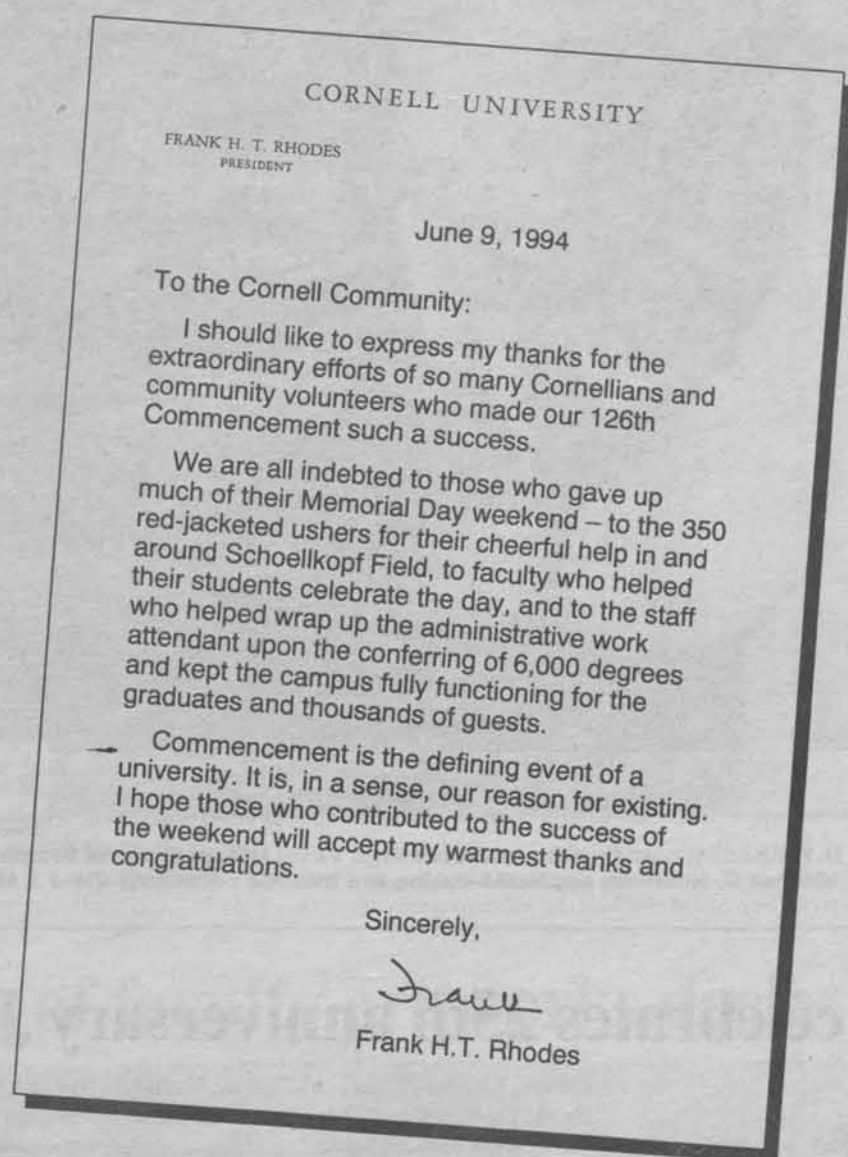 CORNELL UNIVERSITY
FRANK H. T. RHODES
PRESIDENT
June 9, 1994
To the Cornell Community:
I should like to express my thanks for the
extraordinary efforts of so many Cornellians and
community volunteers who made our 126th
Commencement such a success.
We are all indebted to those who gave up
much of their Memorial Day weekend – to the 350
red-jacketed ushers for their cheerful help in and
around Schoellkopf Field, to faculty who helped
their students celebrate the day, and to the staff
who helped wrap up the administrative work
attendant upon the conferring of 6,000 degrees
and kept the campus fully functioning for the
graduates and thousands of guests.
Commencement is the defining event of a
university. It is, in a sense, our reason for existing.
I hope those who contributed to the success of
the weekend will accept my warmest thanks and
congratulations.
Sincerely,
Frank
Frank H.T. Rhodes